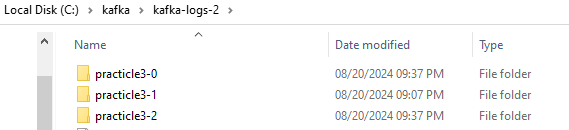 Local Disk (C:) > kafka > kafka-logs-2 >
Name Date modified Type
practicle3-0 08/20/2024 09:37 PM File folder
practicle3-1 08/20/2024 09:07 PM File folder
practicle3-2 08/20/2024 09:37 PM File folder